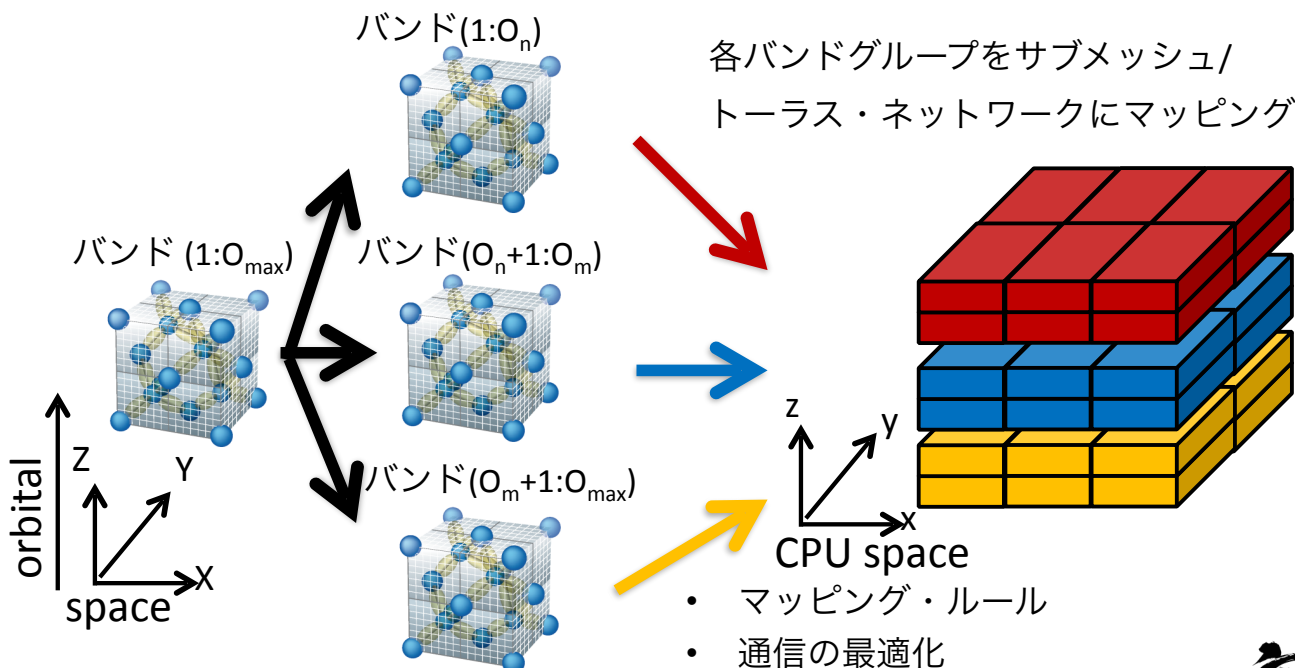 バンド(1:On)
各バンドグループをサブメッシュ/
トーラス・ネットワークにマッピング
バンド (1:Omax)
バンド(On+1:Om)
バンド(Om+1:Omax)
orbital
Z
Y
X
space
z
y
x
CPU space
• マッピング・ルール
• 通信の最適化